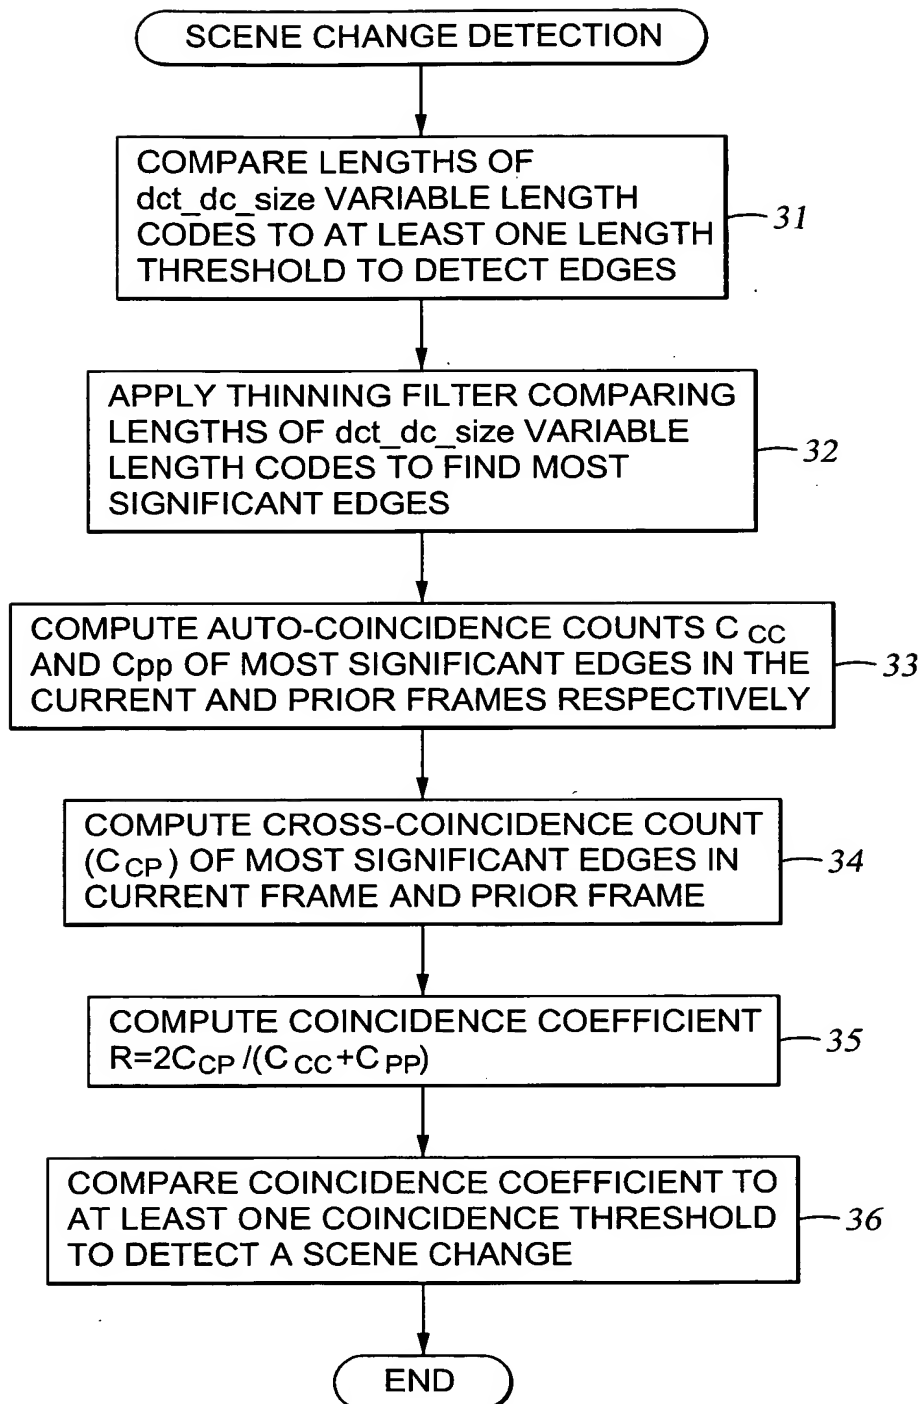 SCENE CHANGE DETECTION
COMPARE LENGTHS OF
dct_dc_size VARIABLE LENGTH
CODES TO AT LEAST ONE LENGTH
THRESHOLD TO DETECT EDGES
31
APPLY THINNING FILTER COMPARING
LENGTHS OF dct_dc_size VARIABLE
LENGTH CODES TO FIND MOST
SIGNIFICANT EDGES
32
COMPUTE AUTO-COINCIDENCE COUNTS C CC
AND Cpp OF MOST SIGNIFICANT EDGES IN THE
CURRENT AND PRIOR FRAMES RESPECTIVELY
33
COMPUTE CROSS-COINCIDENCE COUNT
(C CP) OF MOST SIGNIFICANT EDGES IN
CURRENT FRAME AND PRIOR FRAME
34
COMPUTE COINCIDENCE COEFFICIENT
R=2C CP /(C CC+C PP)
35
COMPARE COINCIDENCE COEFFICIENT TO
AT LEAST ONE COINCIDENCE THRESHOLD
TO DETECT A SCENE CHANGE
36
END